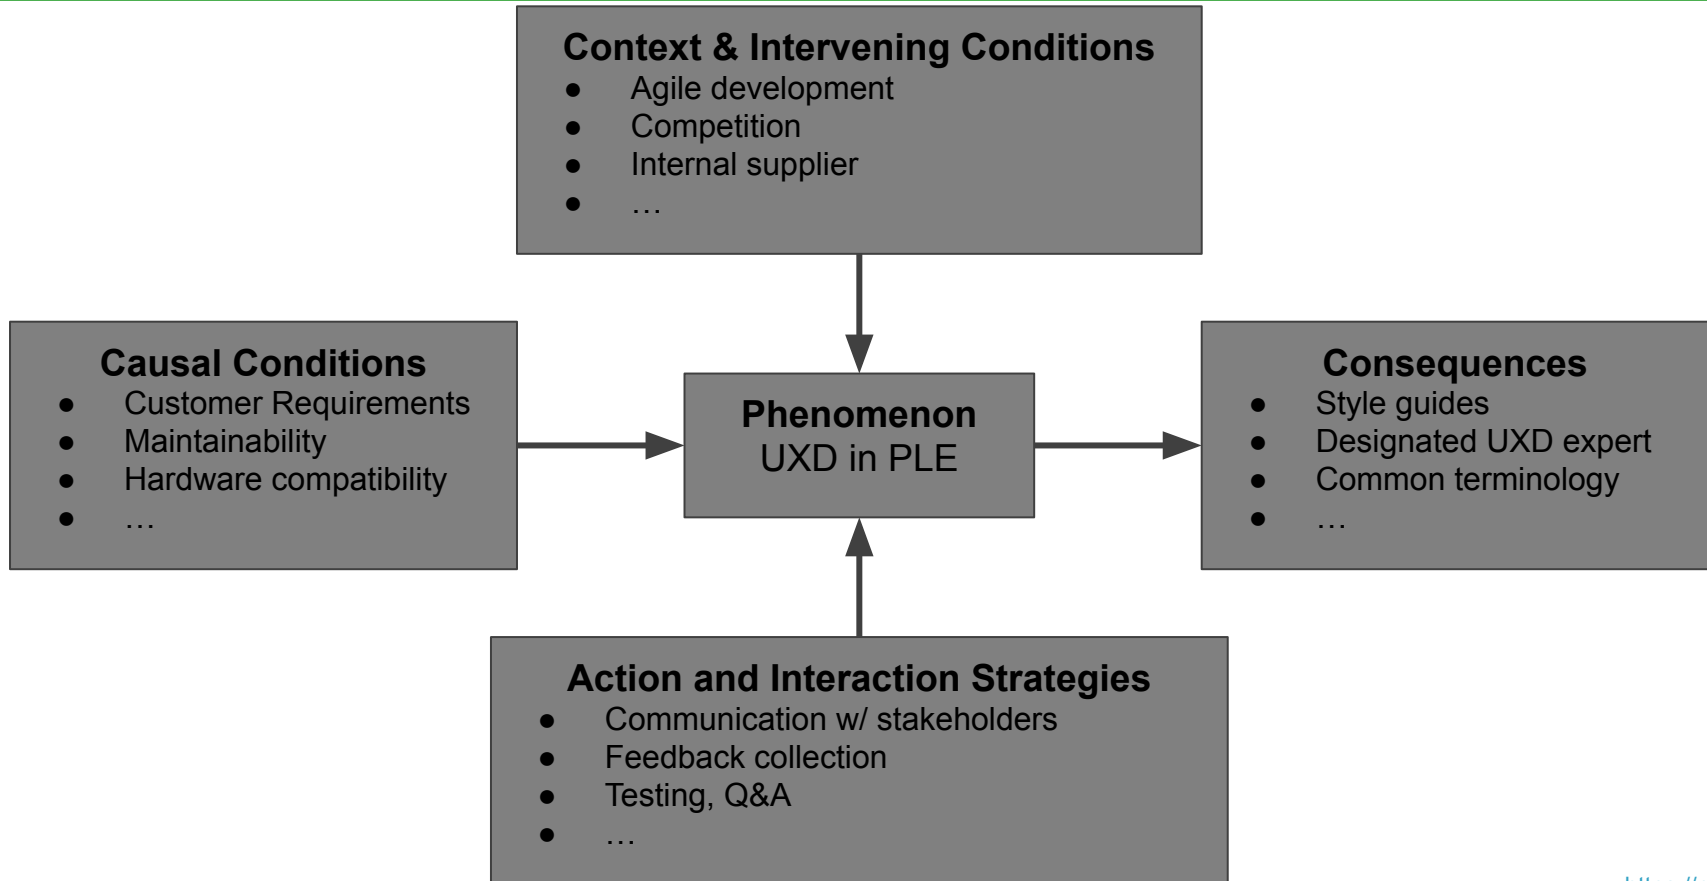 Context & Intervening Conditions
● Agile development
● Competition
● Internal supplier
● …
Causal Conditions
● Customer Requirements
● Maintainability
● Hardware compatibility
● …
Phenomenon
UXD in PLE
Consequences
● Style guides
● Designated UXD expert
● Common terminology
● …
Action and Interaction Strategies
● Communication w/ stakeholders
● Feedback collection
● Testing, Q&A
● …